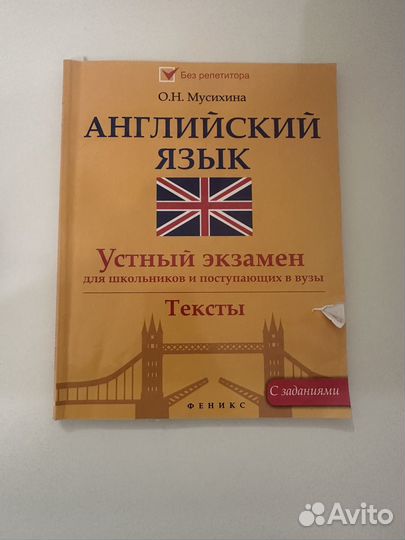 Без репетитора
О.Н. Мусихина
АНГЛИЙСКИЙ
ЯЗЫК
Устный экзамен
для школьников и поступающих в вузы
Тексты
С заданиями
ФЕНИКС
Avito